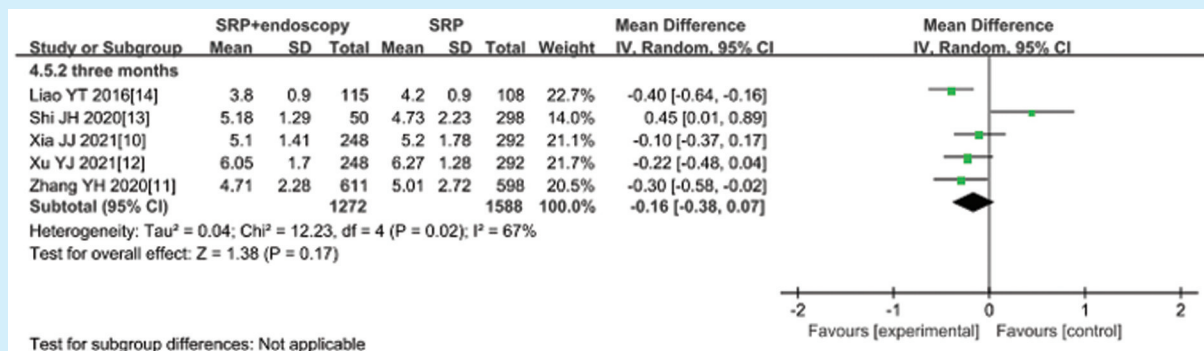 SRP+endoscopy SRP Mean Difference Mean Difference
Study or Subgroup Mean SD Total Mean SD Total Weight IV, Random, 95% CI IV, Random, 95% CI
4.5.2 three months
Liao YT 2016[14] 3.8 0.9 115 4.2 0.9 108 22.7% -0.40 [-0.64, -0.16]
Shi JH 2020[13] 5.18 1.29 50 4.73 2.23 298 14.0% 0.45 [0.01, 0.89]
Xia JJ 2021[10] 5.1 1.41 248 5.2 1.78 292 21.1% -0.10 [-0.37, 0.17]
Xu YJ 2021[12] 6.05 1.7 248 6.27 1.28 292 21.7% -0.22 [-0.48, 0.04]
Zhang YH 2020[11] 4.71 2.28 611 5.01 2.72 598 20.5% -0.30 [-0.58, -0.02]
Subtotal (95% CI) 1272 1588 100.0% -0.16 [-0.38, 0.07]
Heterogeneity: Tau² = 0.04; Chi² = 12.23, df = 4 (P = 0.02); I² = 67%
Test for overall effect: Z = 1.38 (P = 0.17)
-2 -1 0 1 2
Favours [experimental] Favours [control]
Test for subgroup differences: Not applicable